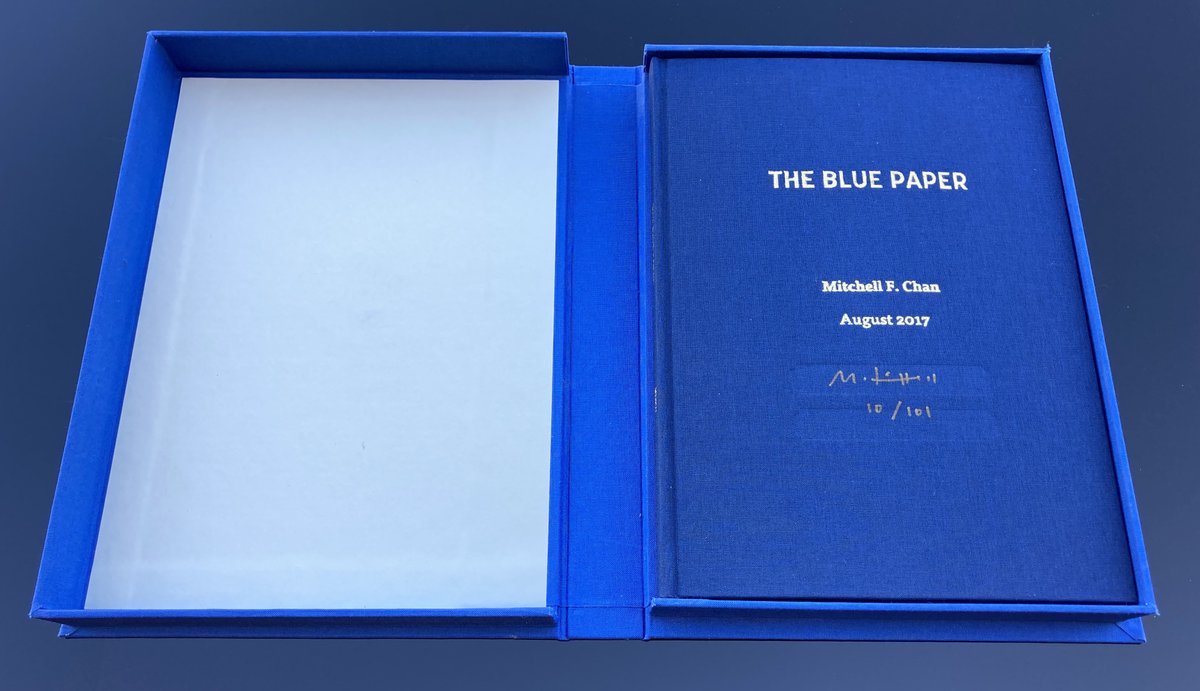 THE BLUE PAPER
Mitchell F. Chan
August 2017
10/101